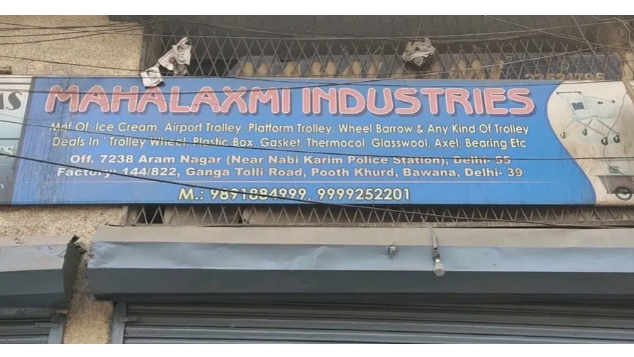 MAHALAXMI INDUSTRIES
Mnf Of: Ice Cream, Airport Trolley, Platform Trolley, Wheel Barrow & Any Kind Of Trolley
Deals In : Trolley Wheel, Plastic Box, Gasket, Thermocol, Glasswool, Axel, Bearing Etc
Off. 7238 Aram Nagar (Near Nabi Karim Police Station), Delhi- 55
Factory: 144/822, Ganga Tolli Road, Pooth Khurd, Bawana, Delhi- 39
M.: 9891884999, 9999252201